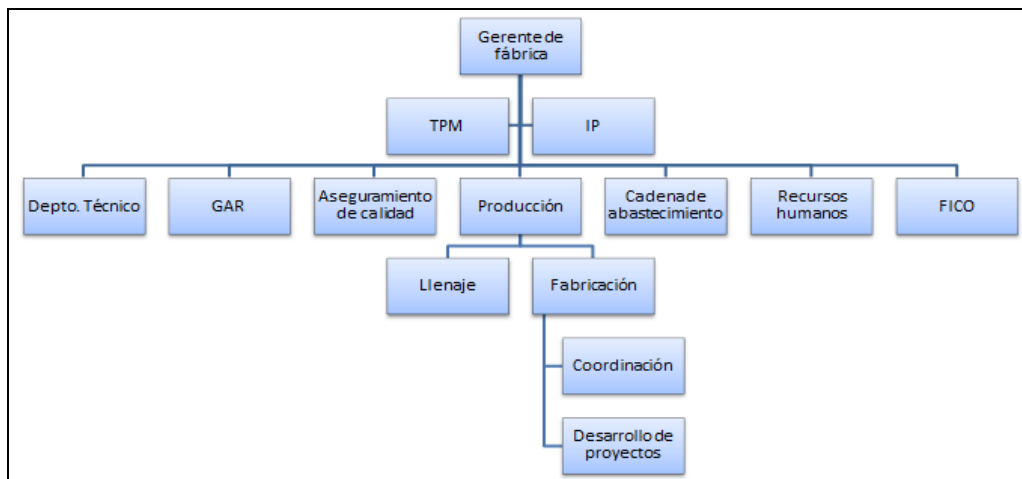 Gerente de
fábrica
TPM
IP
Depto. Técnico
GAR
Aseguramiento
de calidad
Producción
Cadena de
abastecimiento
Recursos
humanos
FICO
Llenaje
Fabricación
Coordinación
Desarrollo de
proyectos